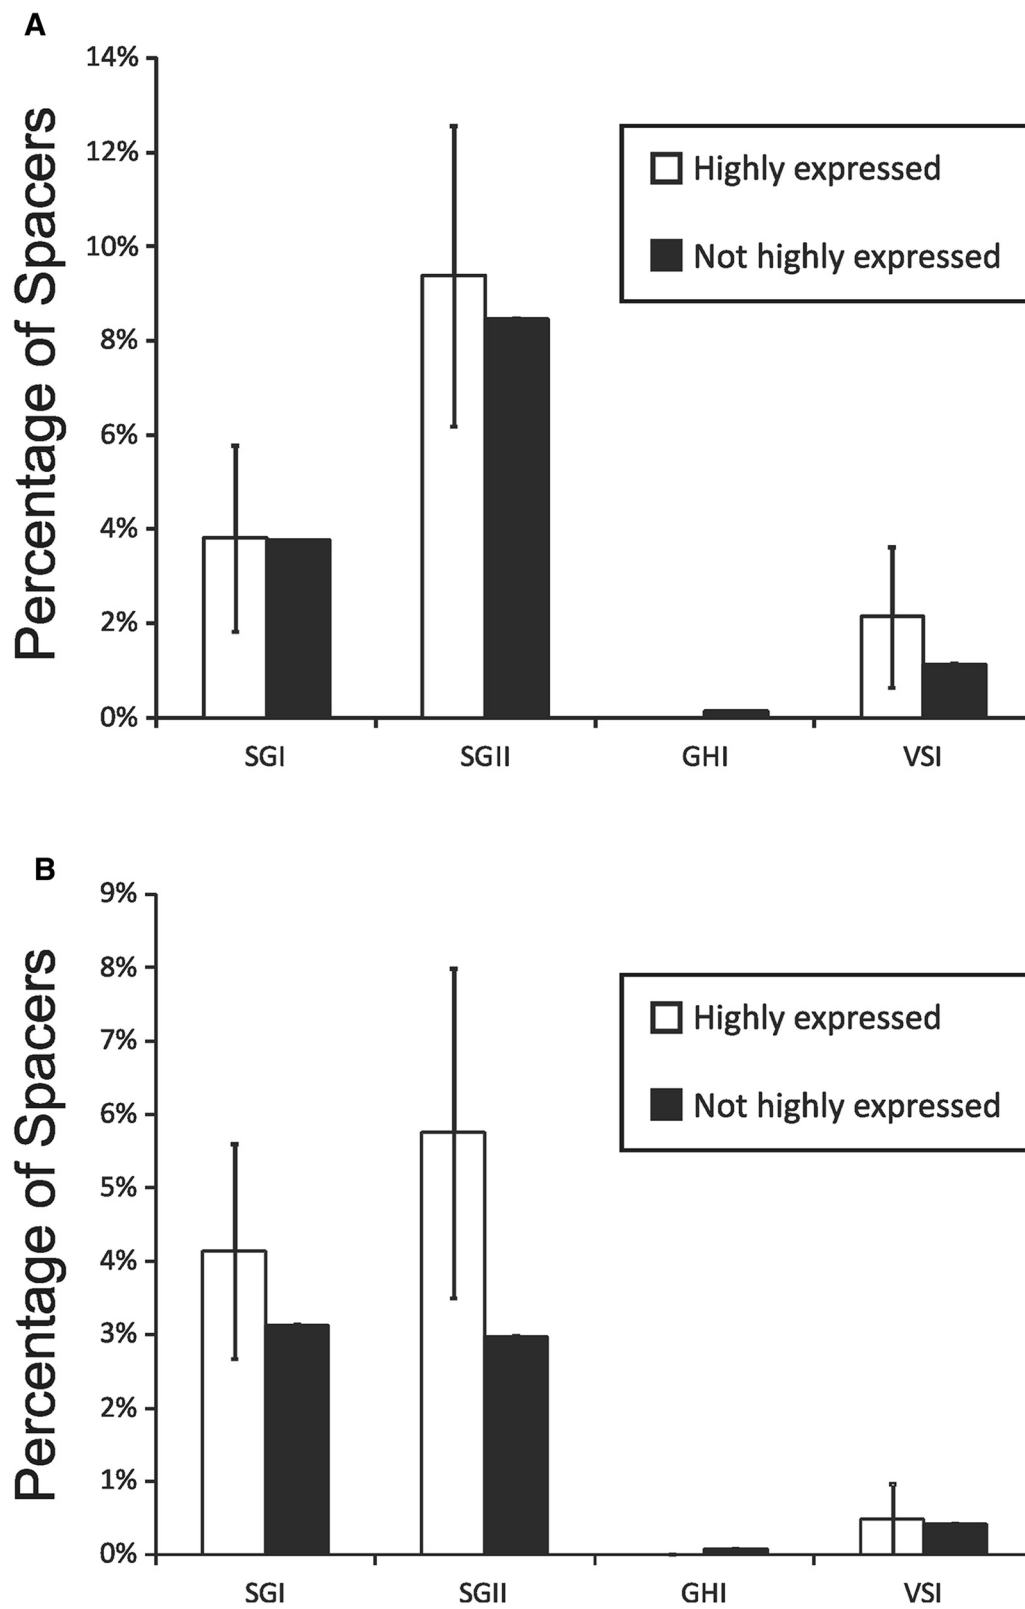 A
Percentage of Spacers
14%
12%
10%
8%
6%
4%
2%
0%
Highly expressed
Not highly expressed
SGI SGII GHI VSI
B
Percentage of Spacers
9%
8%
7%
6%
5%
4%
3%
2%
1%
0%
Highly expressed
Not highly expressed
SGI SGII GHI VSI